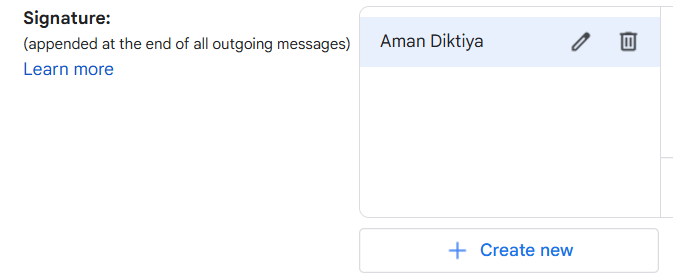 Signature:
(appended at the end of all outgoing messages)
Learn more
Aman Diktiya
Create new